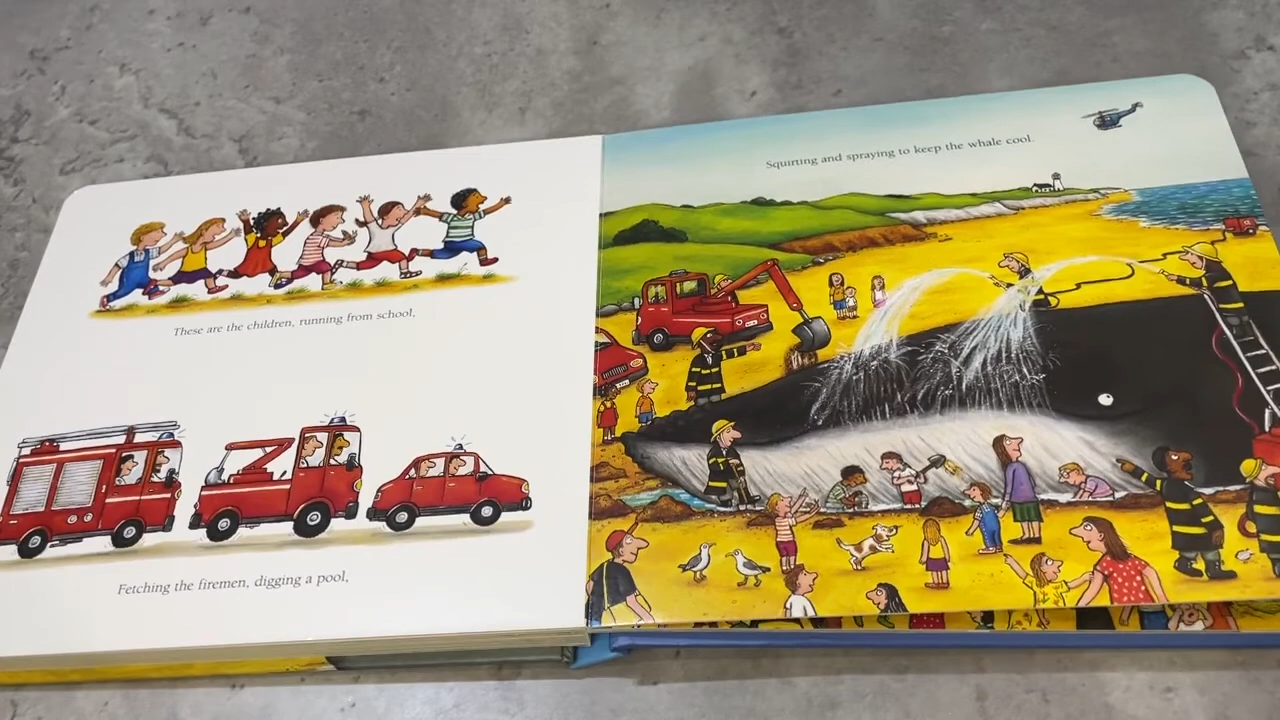 These are the children, running from school,
Fetching the firemen, digging a pool,
Squirting and spraying to keep the whale cool.